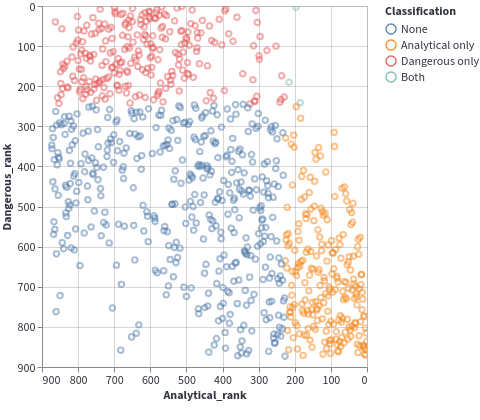 Classification
None
Analytical only
Dangerous only
Both
0
100
200
300
400
500
600
700
800
900
Dangerous_rank
900 800 700 600 500 400 300 200 100 0
Analytical_rank